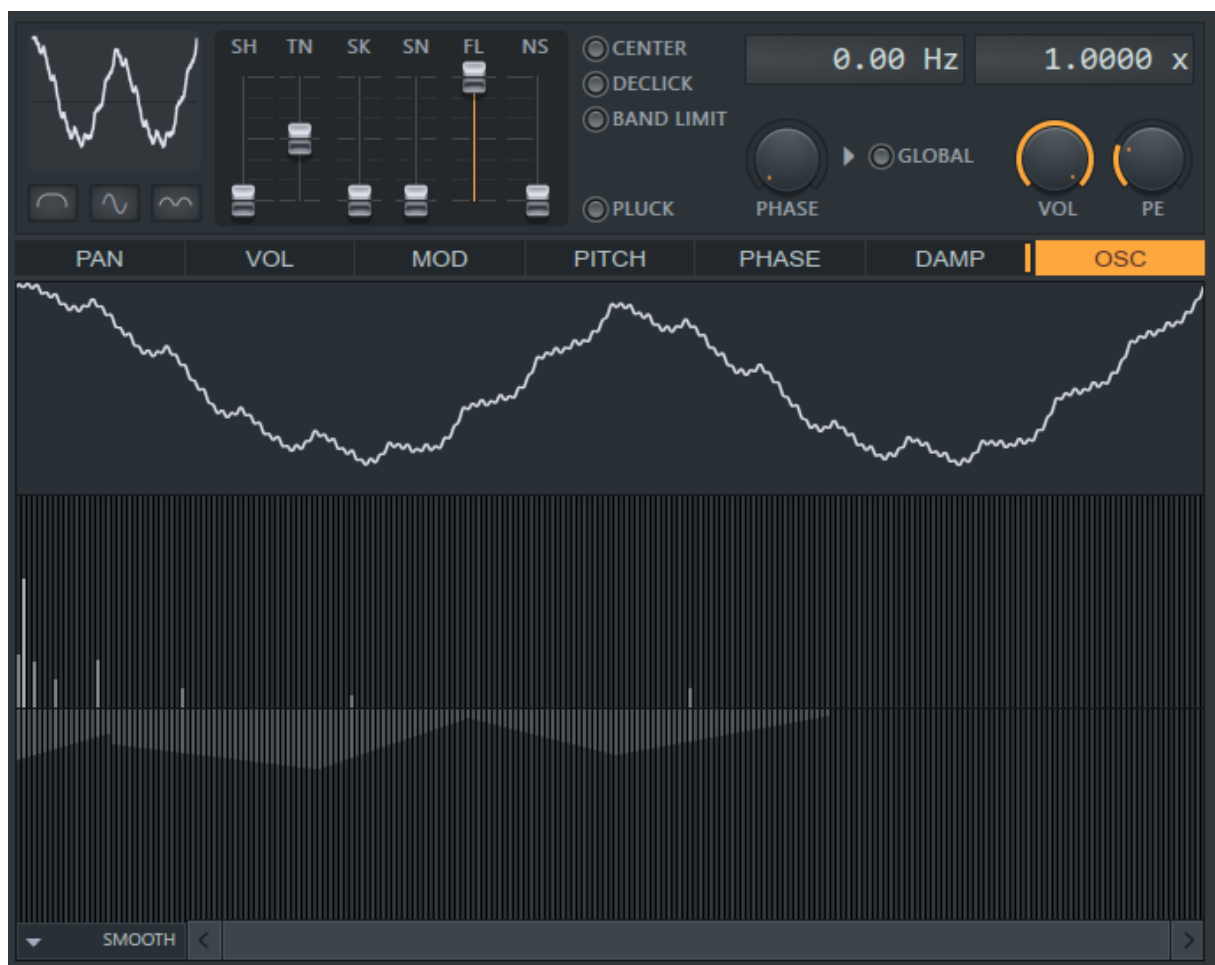 SH TN SK SN FL NS
CENTER
DECLICK
BAND LIMIT
PLUCK
0.00 Hz
1.0000 x
GLOBAL
PHASE
VOL
PE
PAN VOL MOD PITCH PHASE DAMP OSC
SMOOTH